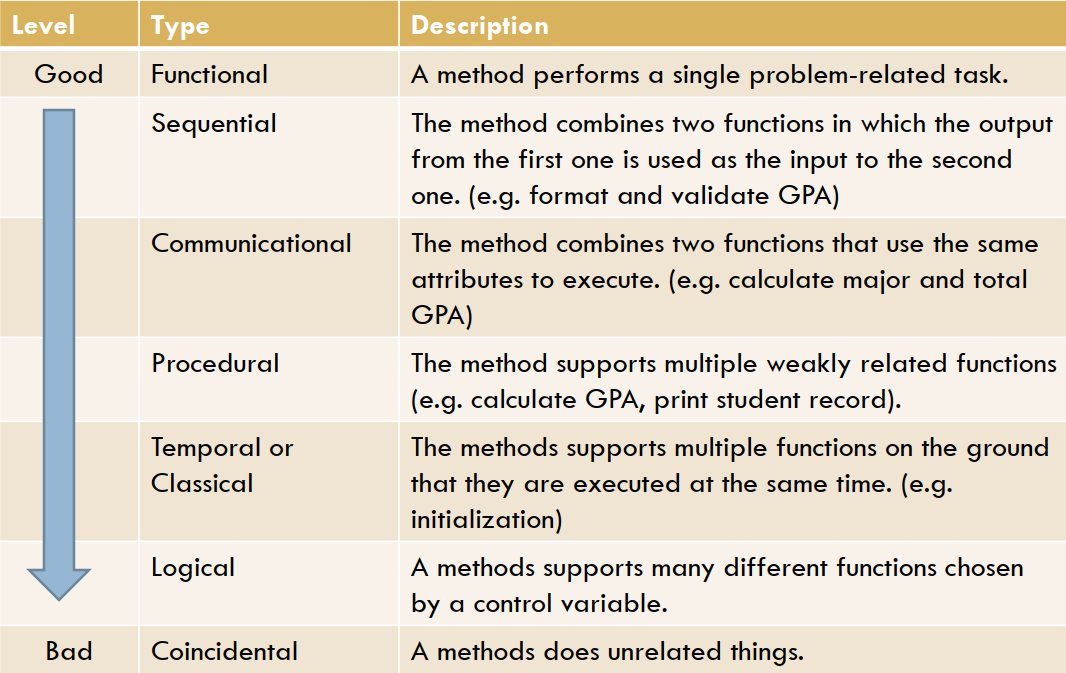 Level Type Description
Good Functional A method performs a single problem-related task.
Sequential The method combines two functions in which the output
from the first one is used as the input to the second
one. (e.g. format and validate GPA)
Communicational The method combines two functions that use the same
attributes to execute. (e.g. calculate major and total
GPA)
Procedural The method supports multiple weakly related functions
(e.g. calculate GPA, print student record).
Temporal or The methods supports multiple functions on the ground
Classical that they are executed at the same time. (e.g.
initialization)
Logical A methods supports many different functions chosen
by a control variable.
Bad Coincidental A methods does unrelated things.